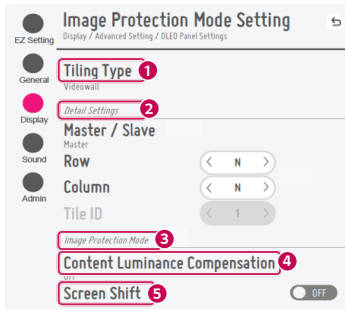 Image Protection Mode Setting
Display / Advanced Setting / OLED Panel Settings
EZ Setting
General
Display
Sound
Admin
Tiling Type 1
Videowall
Detail Settings 2
Master / Slave
Master
Row < N >
Column < N >
Tile ID < 1 >
Image Protection Mode 3
Content Luminance Compensation 4
Off
Screen Shift 5 OFF